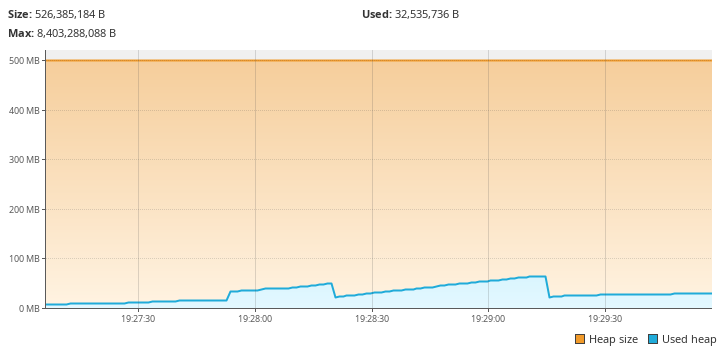 Size: 526,385,184 B Used: 32,535,736 B
Max: 8,403,288,088 B
500 MB
400 MB
300 MB
200 MB
100 MB
0 MB
19:27:30 19:28:00 19:28:30 19:29:00 19:29:30
Heap size Used heap